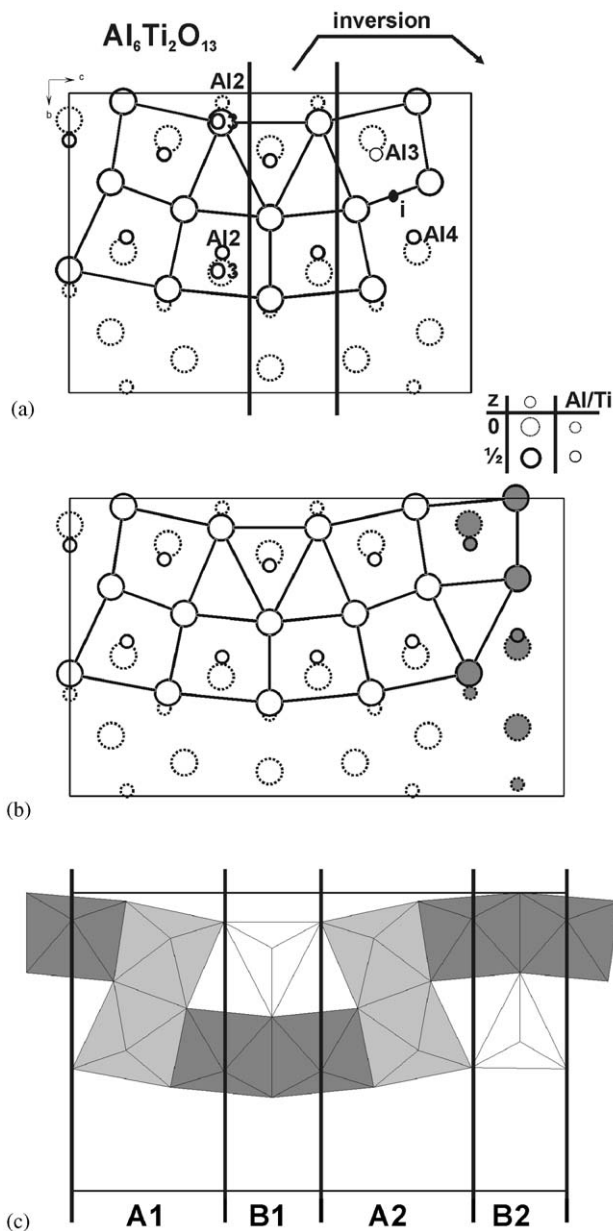 Al₆Ti₂O₁₃
inversion
c
b
Al2
O3
Al3
i
Al2
O3
Al4
(a)
z Al/Ti
0
½
(b)
(c)
A1 B1 A2 B2